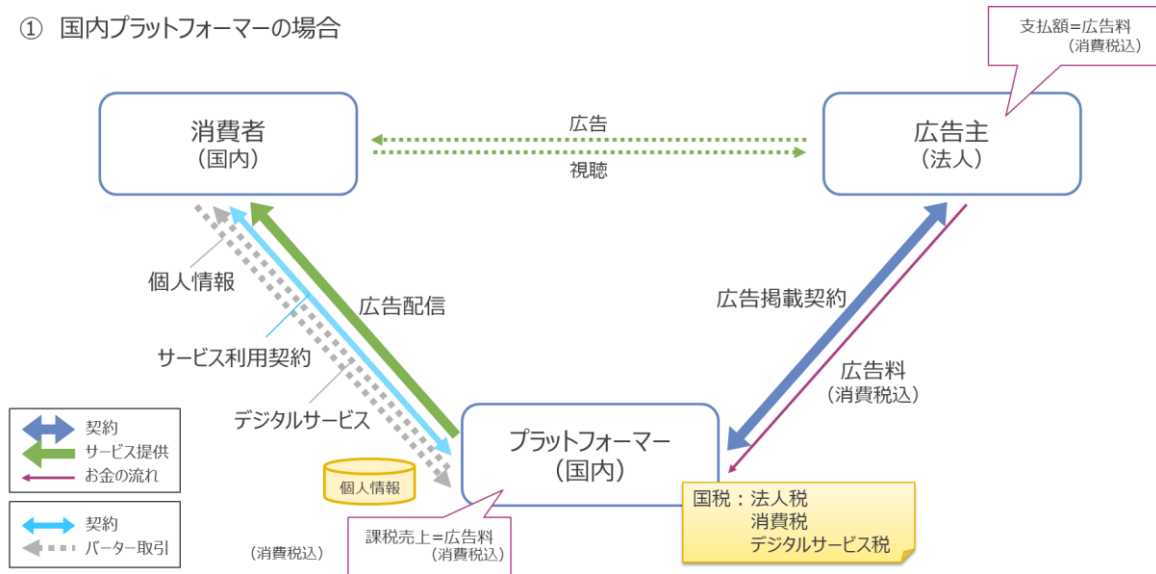 ① 国内プラットフォーマーの場合
支払額=広告料
(消費税込)
消費者
(国内)
広告
視聴
広告主
(法人)
個人情報
広告配信
サービス利用契約
デジタルサービス
広告掲載契約
広告料
(消費税込)
プラットフォーマー
(国内)
個人情報
国税：法人税
消費税
デジタルサービス税
課税売上=広告料
(消費税込)
(消費税込)
契約
サービス提供
お金の流れ
契約
バーター取引